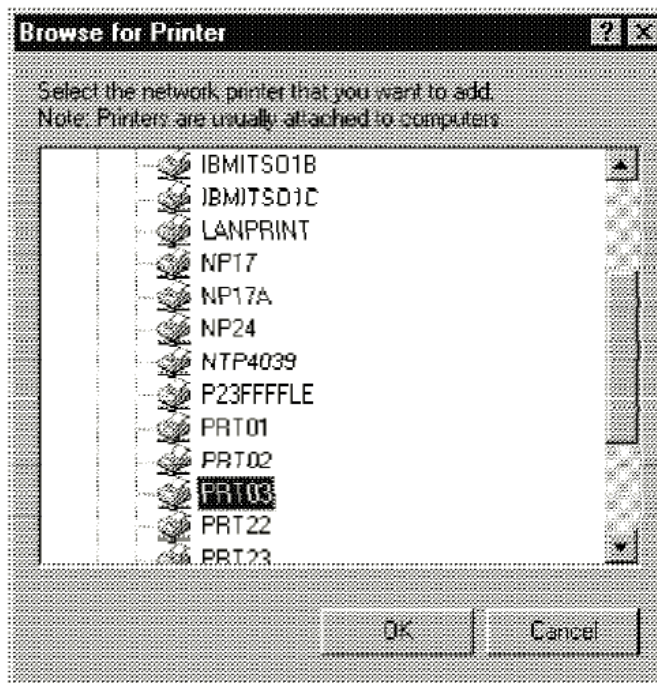 Browse for Printer
Select the network printer that you want to add.
Note: Printers are usually attached to computers
IBMITSO1B
IBMITSO1C
LANPRINT
NP17
NP17A
NP24
NTP4039
P23FFFFLE
PRT01
PRT02
PRT03
PRT22
PRT23
OK
Cancel